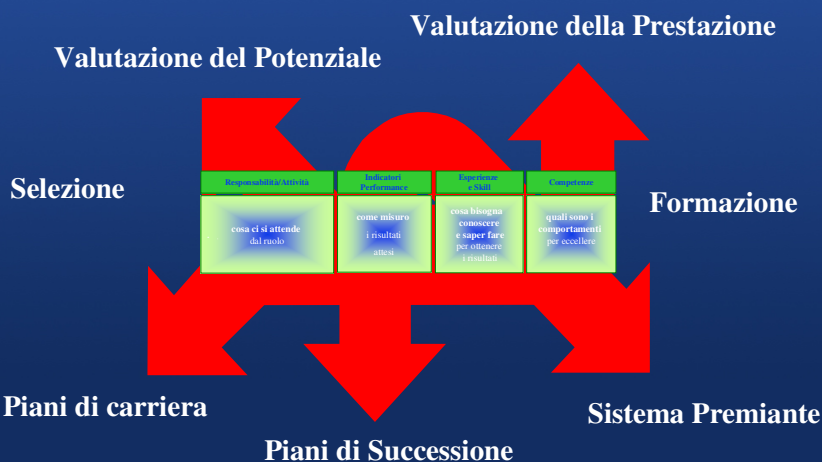 Valutazione della Prestazione
Valutazione del Potenziale
Selezione
Formazione
Responsabilità/Attività
Indicatori
Performance
Esperienze
e Skill
Competenze
cosa ci si attende
dal ruolo
come misuro
i risultati
attesi
cosa bisogna
conoscere
e saper fare
per ottenere
i risultati
quali sono i
comportamenti
per eccellere
Piani di carriera
Sistema Premiante
Piani di Successione